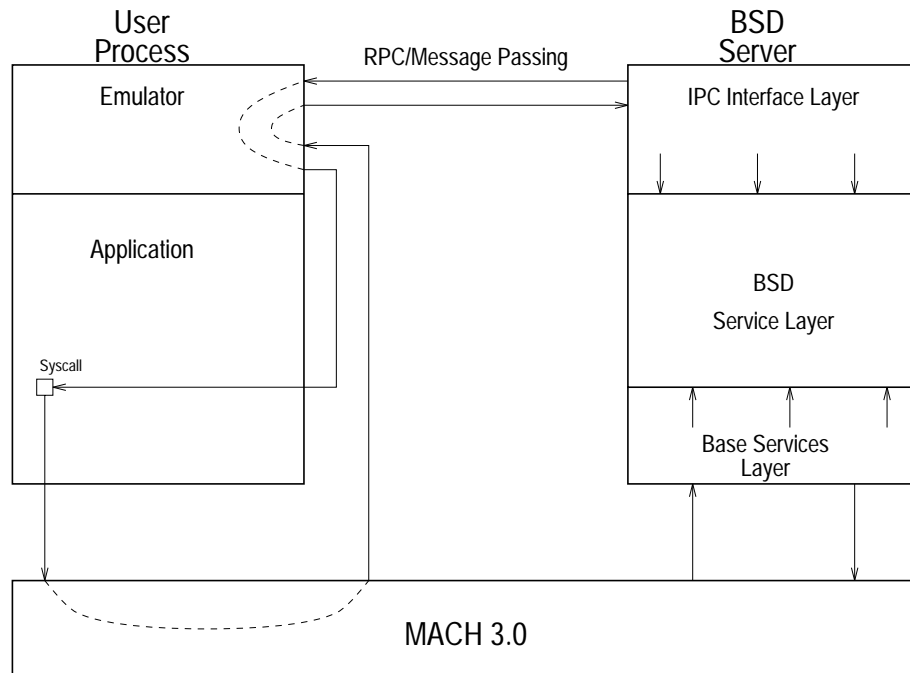 User
Process
BSD
Server
RPC/Message Passing
Emulator
IPC Interface Layer
Application
BSD
Service Layer
Syscall
Base Services
Layer
MACH 3.0